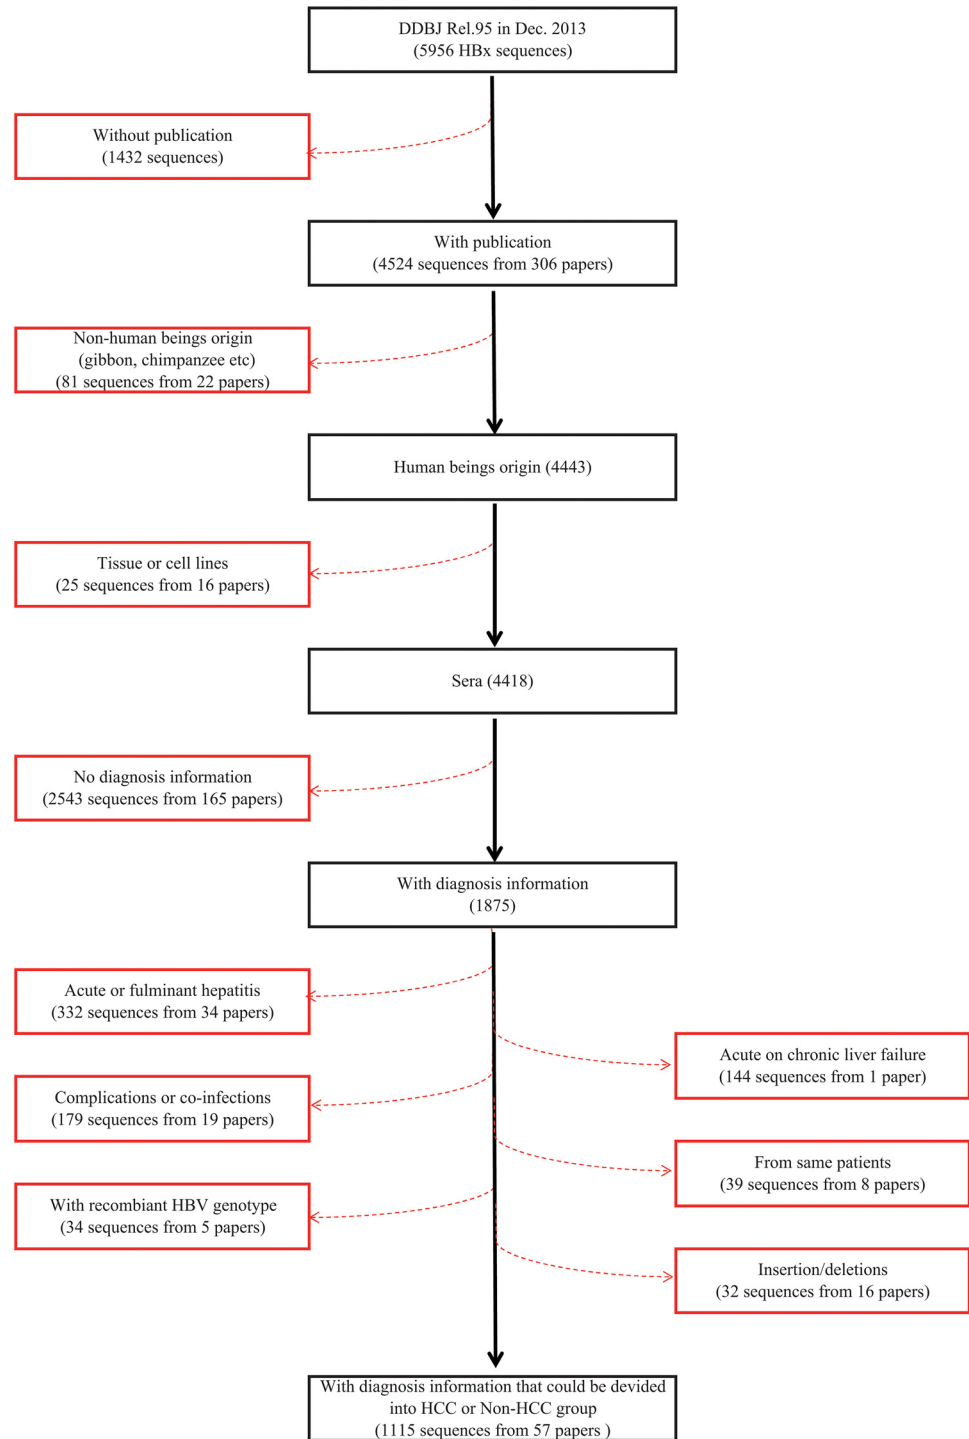 DDBJ Rel.95 in Dec. 2013
(5956 HBx sequences)
Without publication
(1432 sequences)
With publication
(4524 sequences from 306 papers)
Non-human beings origin
(gibbon, chimpanzee etc)
(81 sequences from 22 papers)
Human beings origin (4443)
Tissue or cell lines
(25 sequences from 16 papers)
Sera (4418)
No diagnosis information
(2543 sequences from 165 papers)
With diagnosis information
(1875)
Acute or fulminant hepatitis
(332 sequences from 34 papers)
Acute on chronic liver failure
(144 sequences from 1 paper)
Complications or co-infections
(179 sequences from 19 papers)
From same patients
(39 sequences from 8 papers)
With recombiant HBV genotype
(34 sequences from 5 papers)
Insertion/deletions
(32 sequences from 16 papers)
With diagnosis information that could be devided
into HCC or Non-HCC group
(1115 sequences from 57 papers )